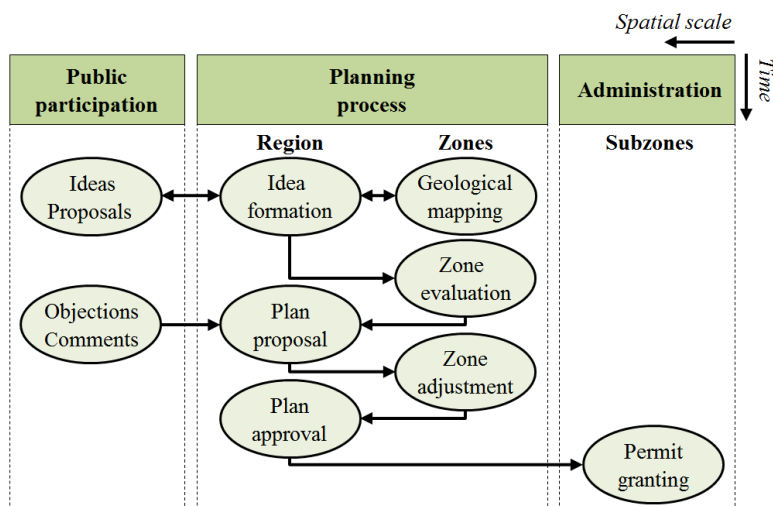 Spatial scale
Time
Public
participation
Planning
process
Administration
Region
Zones
Subzones
Ideas
Proposals
Idea
formation
Geological
mapping
Zone
evaluation
Objections
Comments
Plan
proposal
Zone
adjustment
Plan
approval
Permit
granting